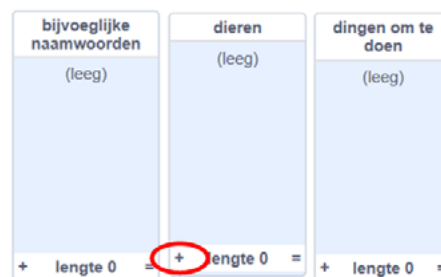 bijvoeglijke
naamwoorden
(leeg)
+ lengte 0 =
dieren
(leeg)
+ lengte 0 =
dingen om te
doen
(leeg)
+ lengte 0 =